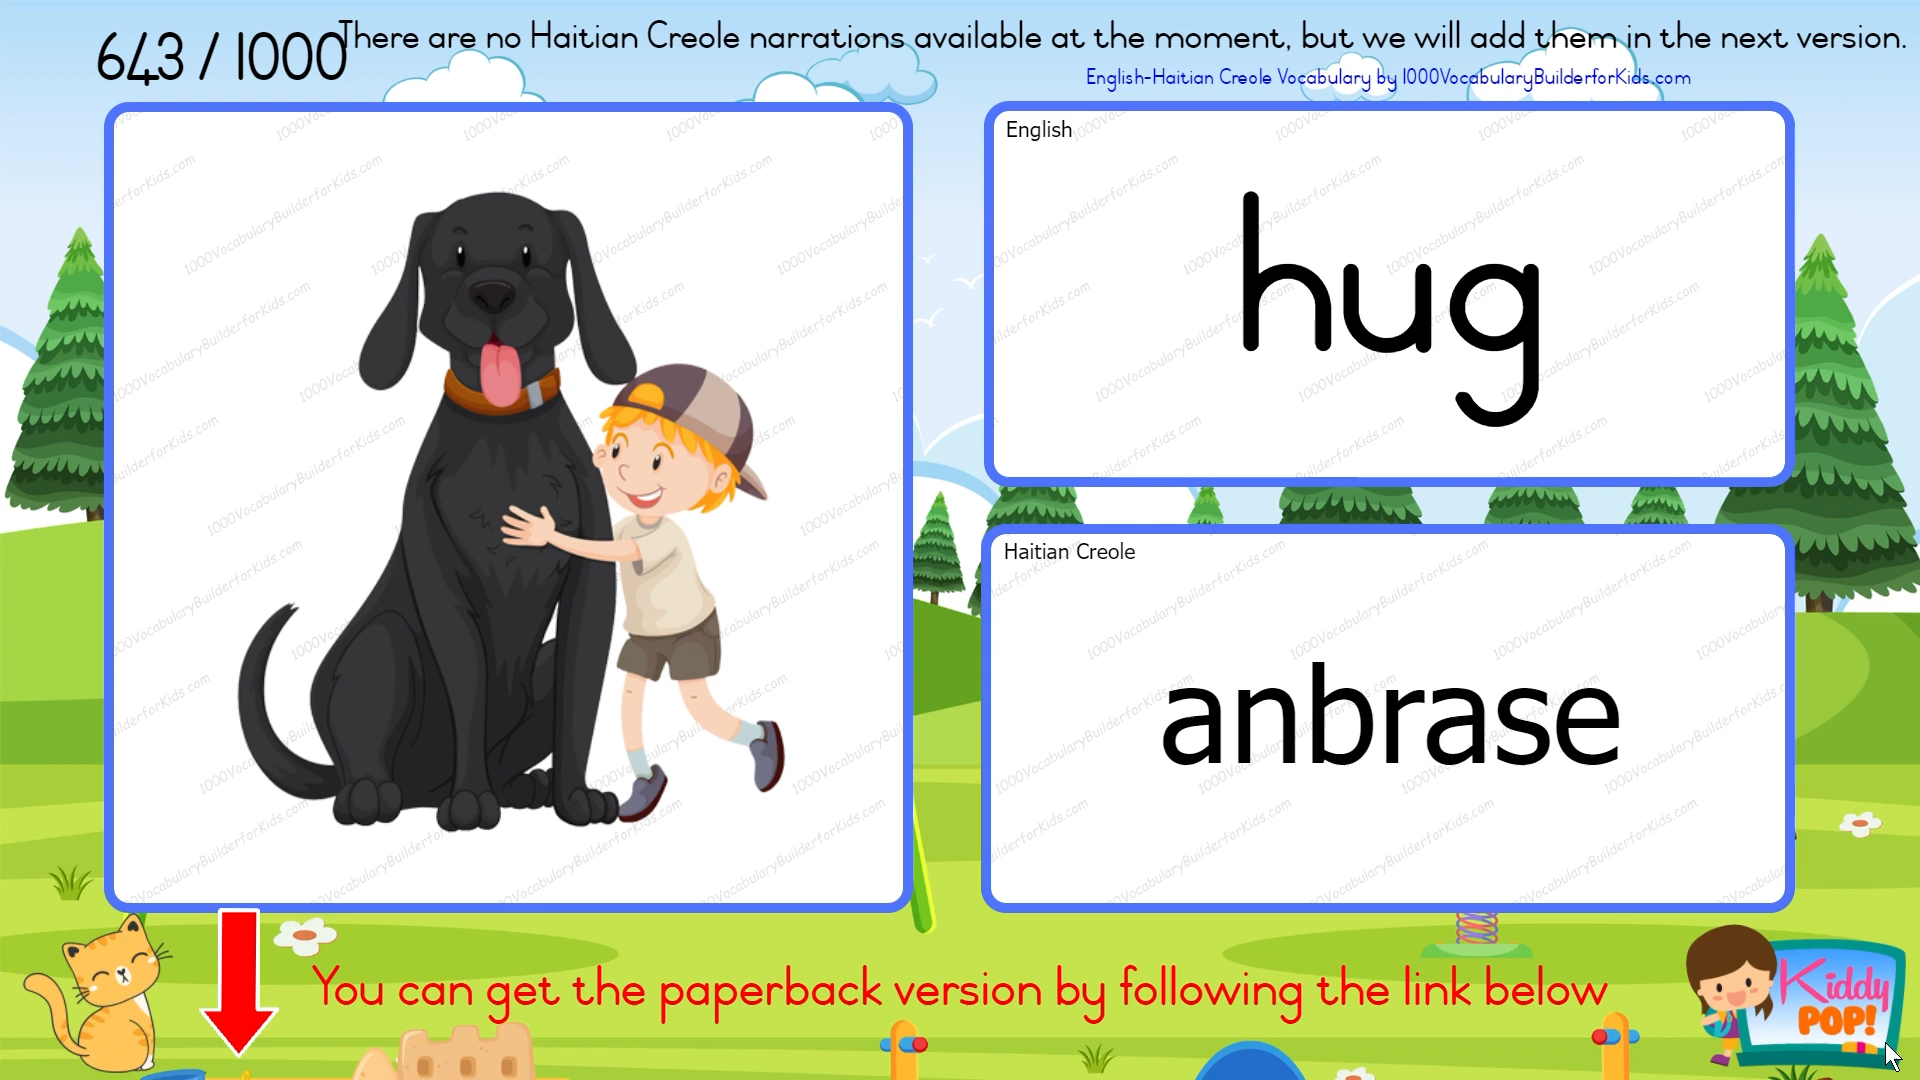 643 / 1000
There are no Haitian Creole narrations available at the moment, but we will add them in the next version.
English-Haitian Creole Vocabulary by 1000VocabularyBuilderforKids.com
English
hug
Haitian Creole
anbrase
You can get the paperback version by following the link below
Kiddy
POP!
1000VocabularyBuilderforKids.com